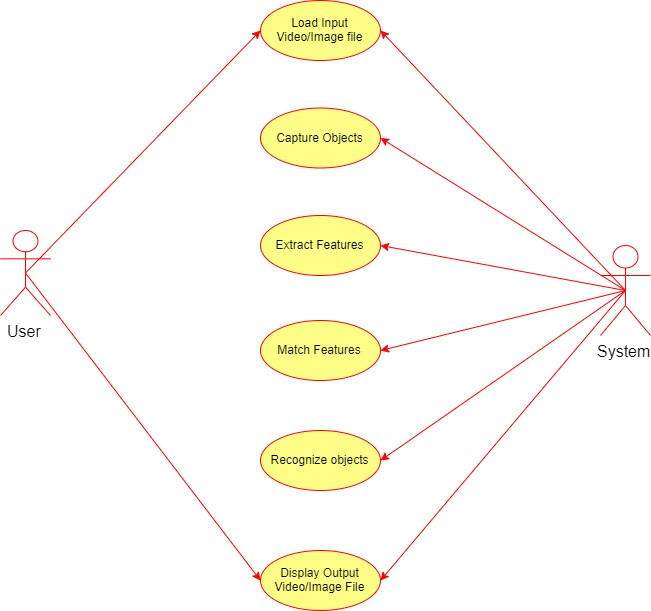 Load Input
Video/Image file
Capture Objects
Extract Features
User
Match Features
System
Recognize objects
Display Output
Video/Image File